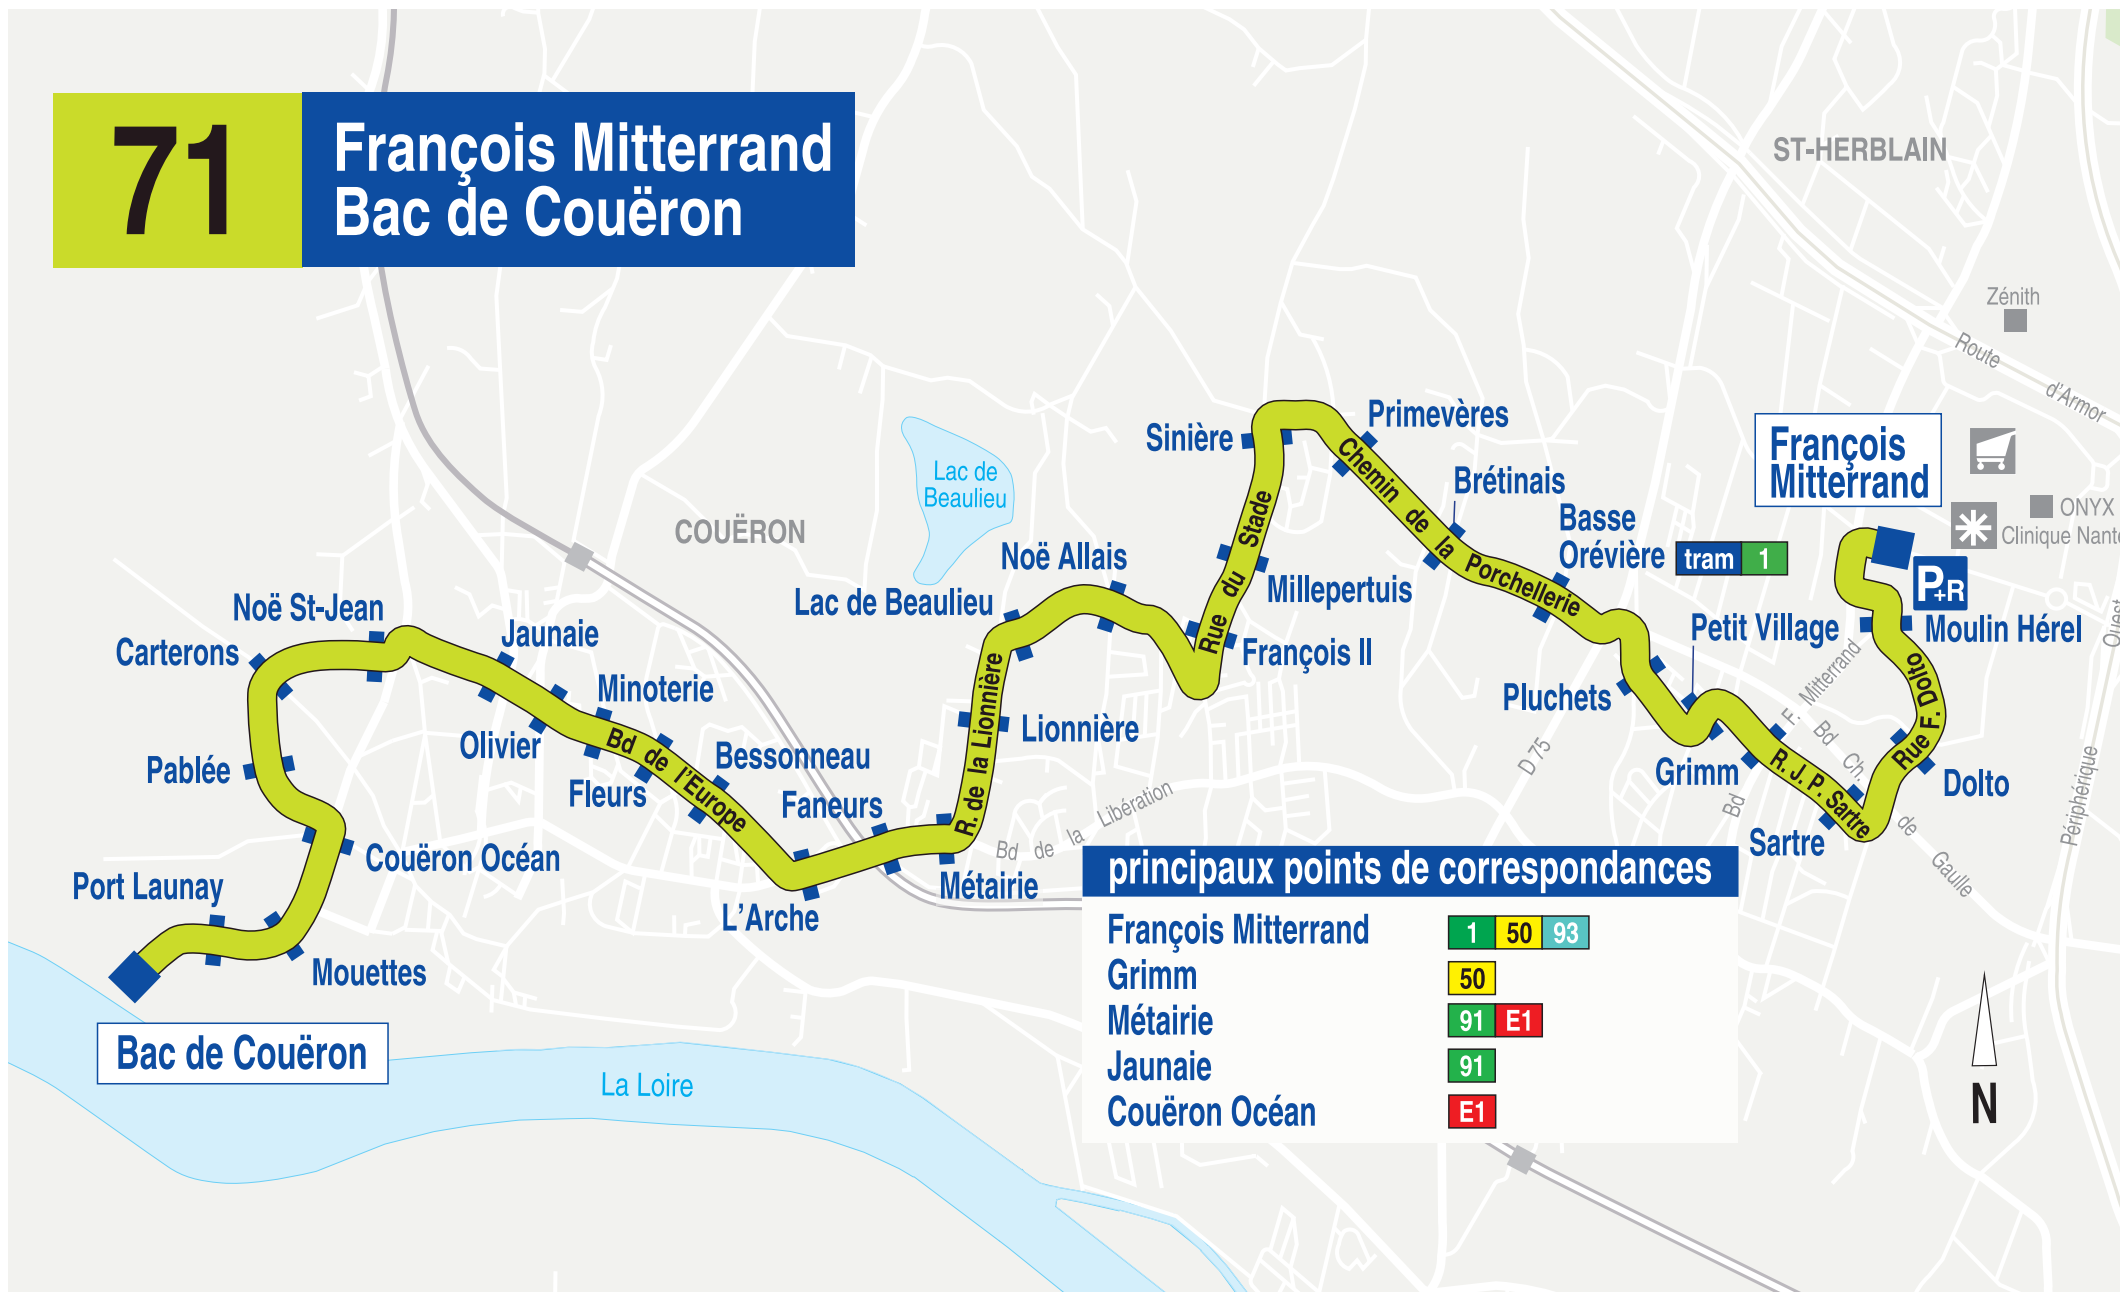 71
François Mitterrand
Bac de Couëron
ST-HERBLAIN
Zénith
Route
d'Armor
Primevères
Sinière
François
Mitterrand
Lac de
Beaulieu
Chemin de la Porchellerie
Brétinais
ONYX
COUËRON
Rue du Stade
Basse
Orévière
tram 1
Clinique Nant
Noë Allais
P+R
Millepertuis
Lac de Beaulieu
Noë St-Jean
Jaunaie
Petit Village
Moulin Hérel
Ouest
Carterons
François II
Minoterie
Pluchets
Bd F. Mitterrand
Rue F. Dolto
R. de la Lionnière
Lionnière
Olivier
Bd de l'Europe
Bessonneau
D 75
Bd Ch. de Gaulle
Pablée
Grimm
R. J. P. Sartre
Dolto
Fleurs
Faneurs
Périphérique
Bd de la Libération
Sartre
Couëron Océan
Port Launay
Métairie
L'Arche
Mouettes
Bac de Couëron
La Loire
principaux points de correspondances
François Mitterrand 1 50 93
Grimm 50
Métairie 91 E1
Jaunaie 91
Couëron Océan E1
N